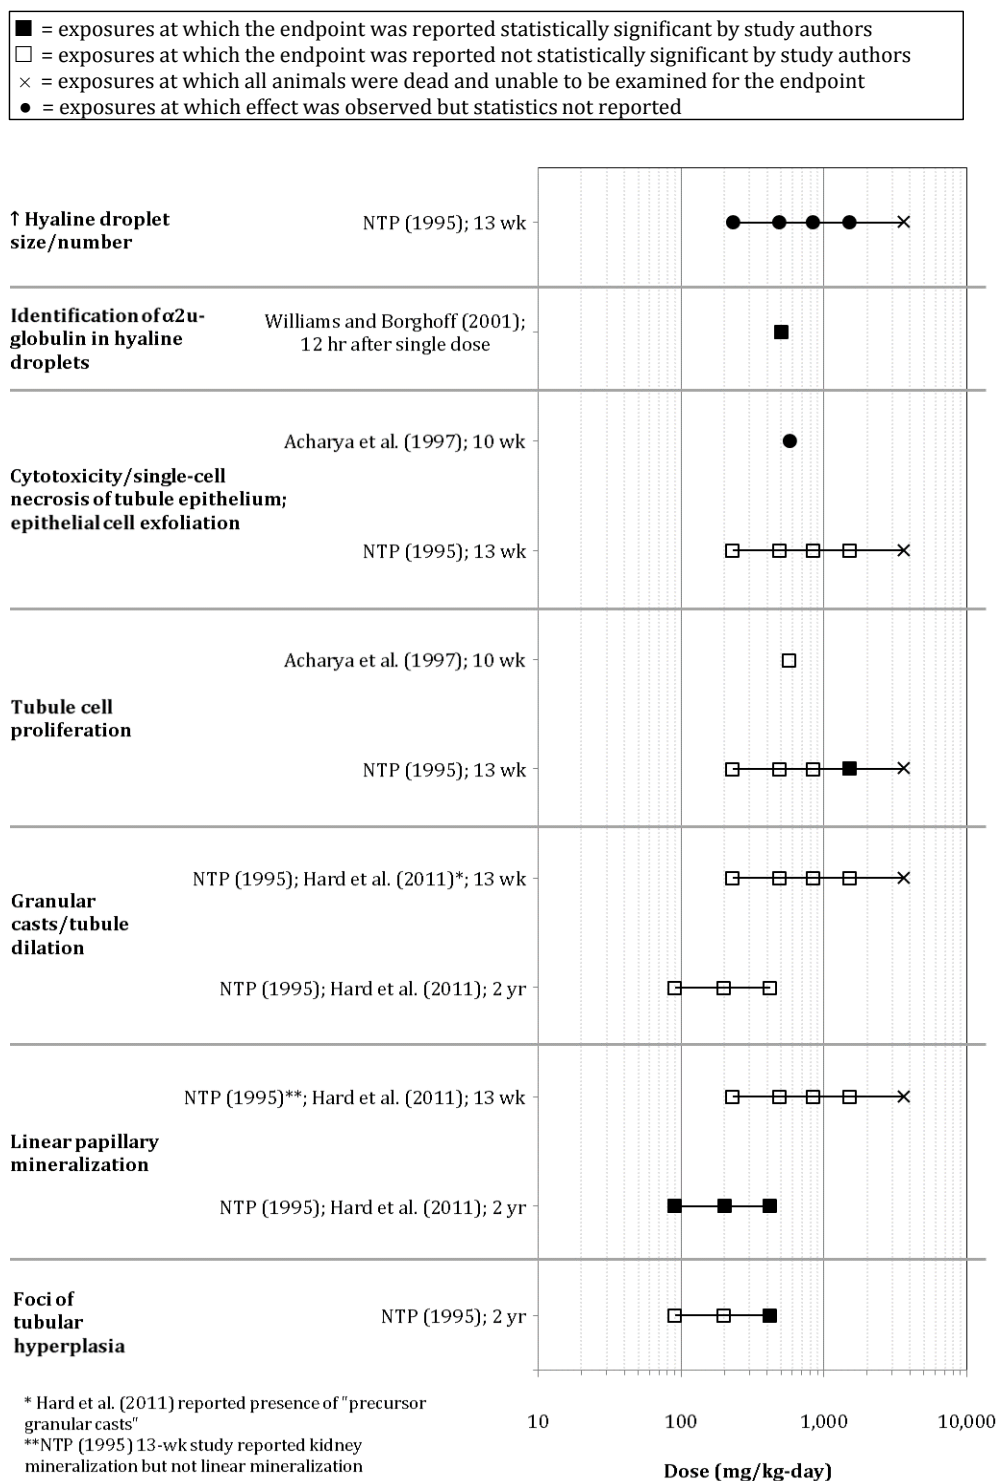 ■ = exposures at which the endpoint was reported statistically significant by study authors
□ = exposures at which the endpoint was reported not statistically significant by study authors
× = exposures at which all animals were dead and unable to be examined for the endpoint
● = exposures at which effect was observed but statistics not reported
↑ Hyaline droplet
size/number
NTP (1995); 13 wk
Identification of α2u-
globulin in hyaline
droplets
Williams and Borghoff (2001);
12 hr after single dose
Acharya et al. (1997); 10 wk
Cytotoxicity/single-cell
necrosis of tubule epithelium;
epithelial cell exfoliation
NTP (1995); 13 wk
Acharya et al. (1997); 10 wk
Tubule cell
proliferation
NTP (1995); 13 wk
NTP (1995); Hard et al. (2011)*; 13 wk
Granular
casts/tubule
dilation
NTP (1995); Hard et al. (2011); 2 yr
NTP (1995)**; Hard et al. (2011); 13 wk
Linear papillary
mineralization
NTP (1995); Hard et al. (2011); 2 yr
Foci of
tubular
hyperplasia
NTP (1995); 2 yr
* Hard et al. (2011) reported presence of "precursor
granular casts"
**NTP (1995) 13-wk study reported kidney
mineralization but not linear mineralization
10 100 1,000 10,000
Dose (mg/kg-day)